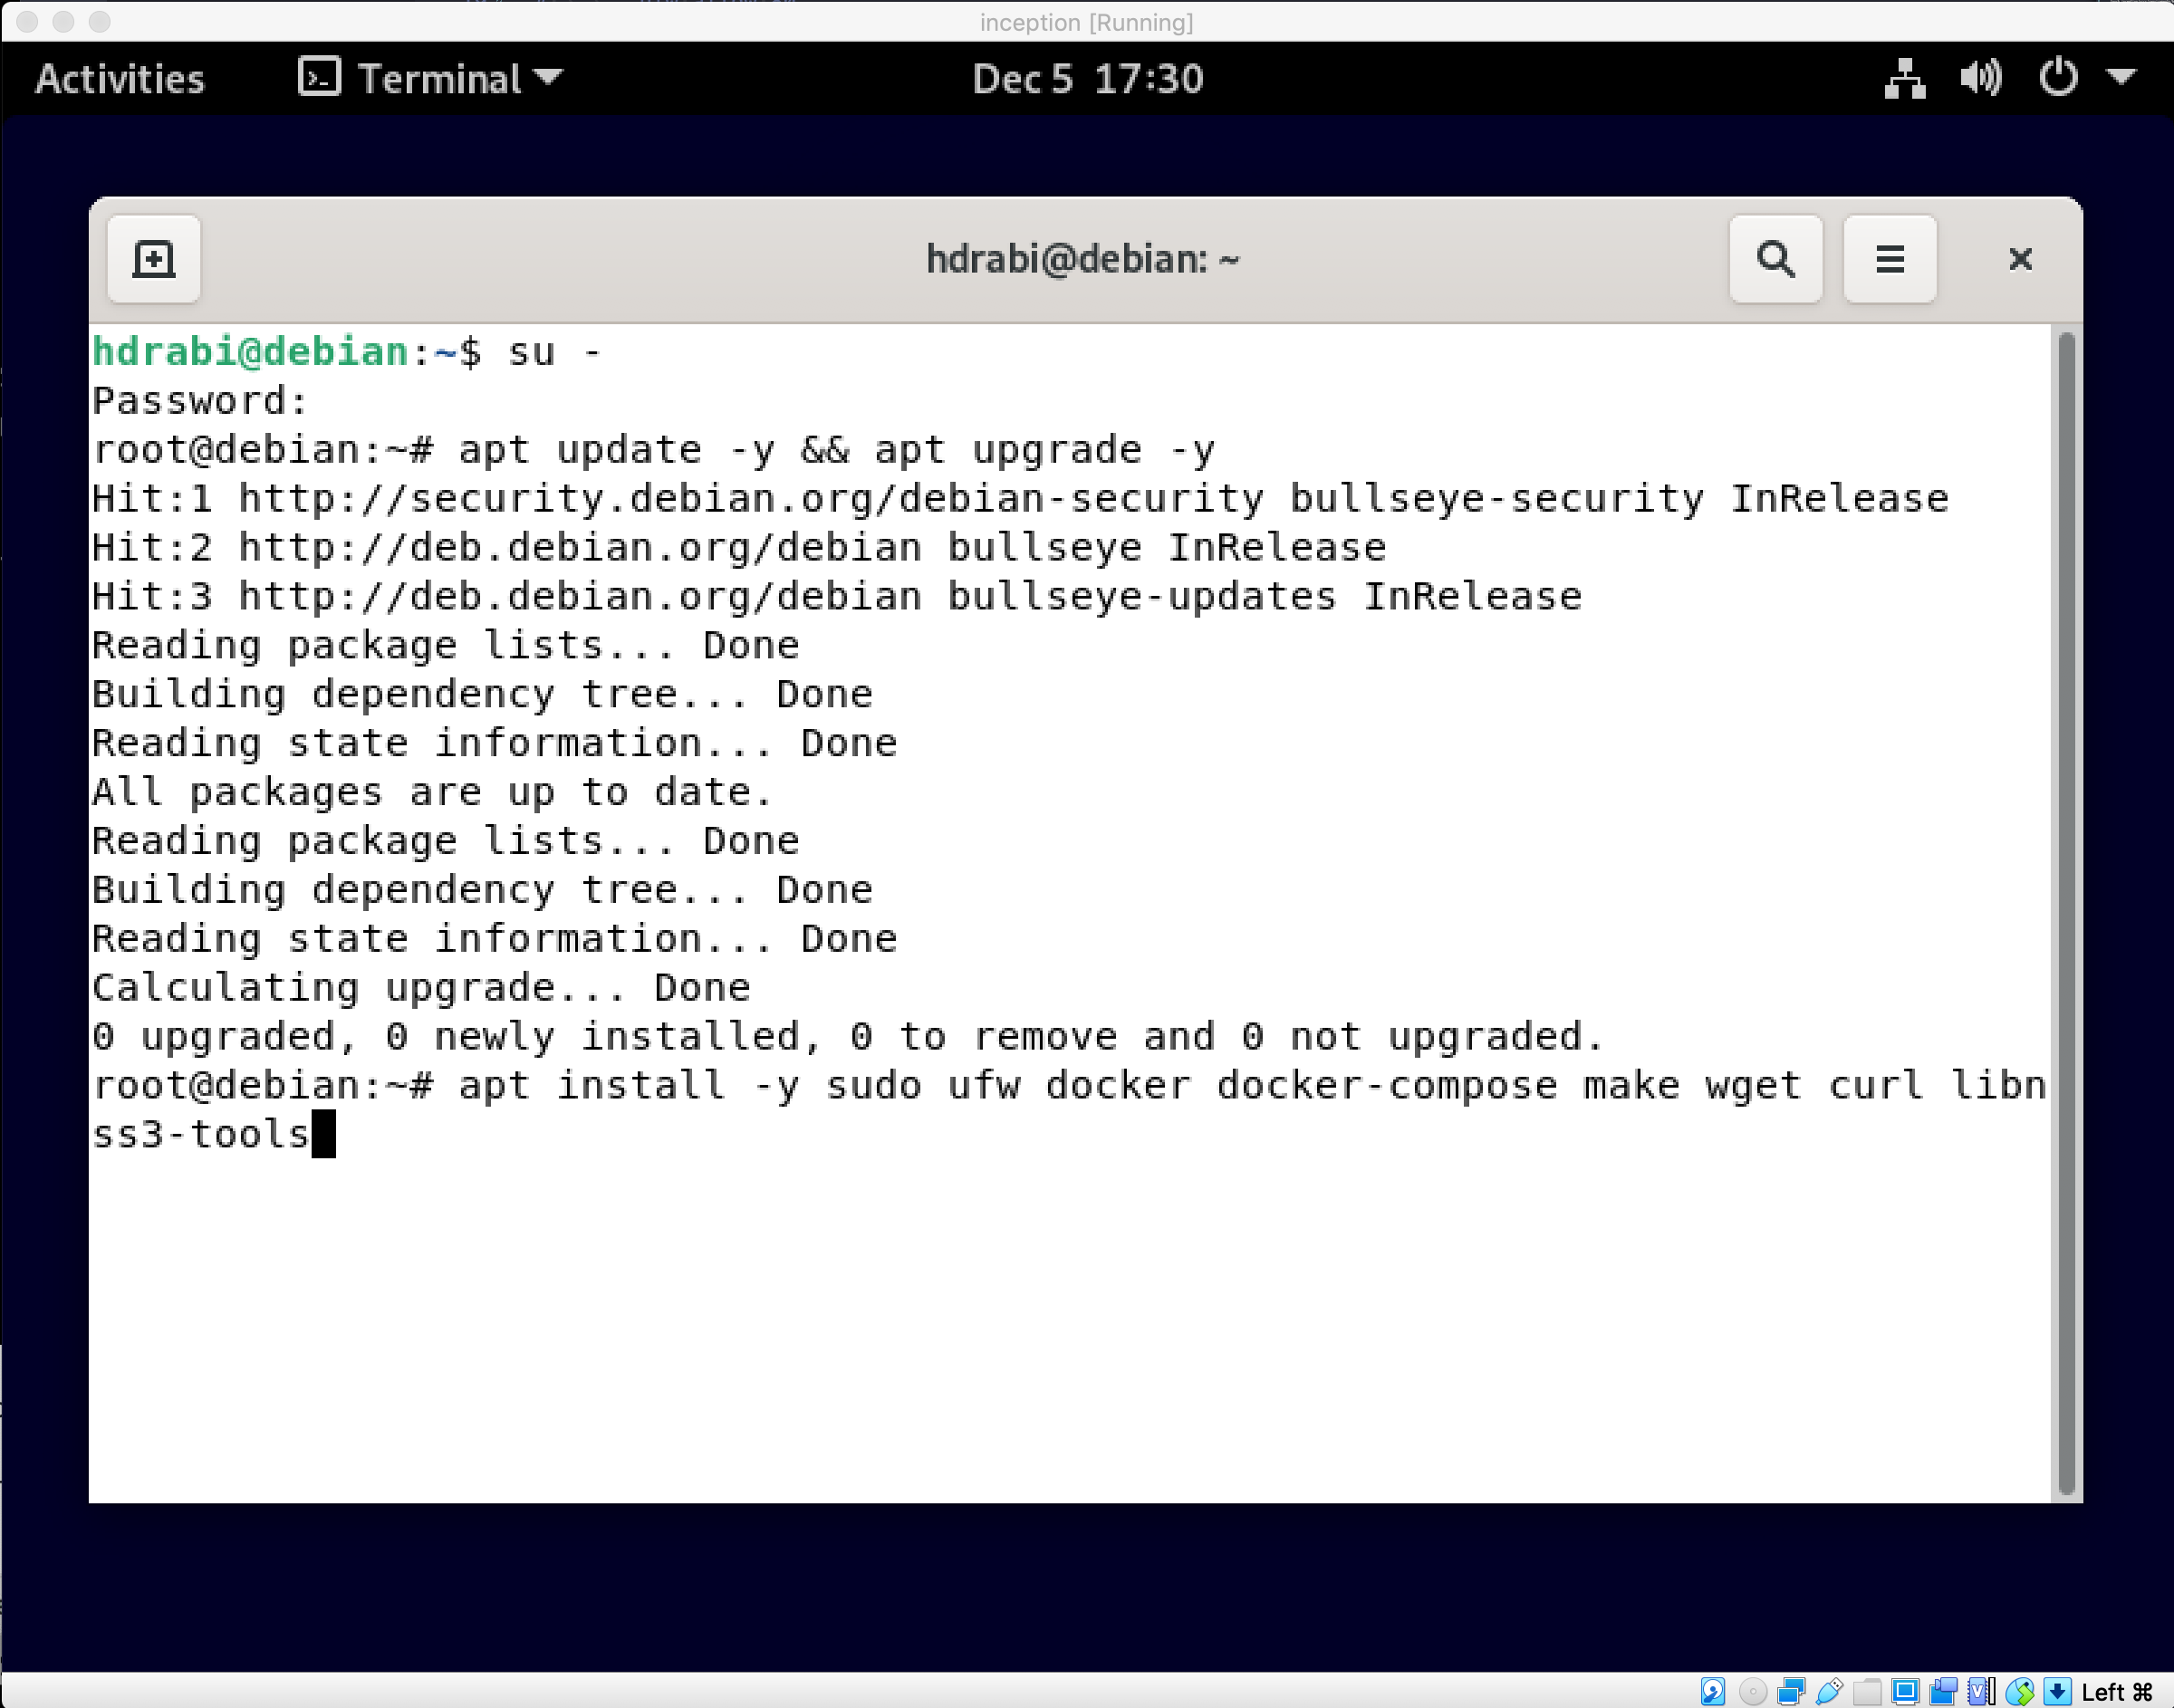 inception [Running]
Activities Terminal Dec 5 17:30
hdrabi@debian: ~
hdrabi@debian:~$ su -
Password:
root@debian:~# apt update -y && apt upgrade -y
Hit:1 http://security.debian.org/debian-security bullseye-security InRelease
Hit:2 http://deb.debian.org/debian bullseye InRelease
Hit:3 http://deb.debian.org/debian bullseye-updates InRelease
Reading package lists... Done
Building dependency tree... Done
Reading state information... Done
All packages are up to date.
Reading package lists... Done
Building dependency tree... Done
Reading state information... Done
Calculating upgrade... Done
0 upgraded, 0 newly installed, 0 to remove and 0 not upgraded.
root@debian:~# apt install -y sudo ufw docker docker-compose make wget curl libn
ss3-tools
Left ⌘